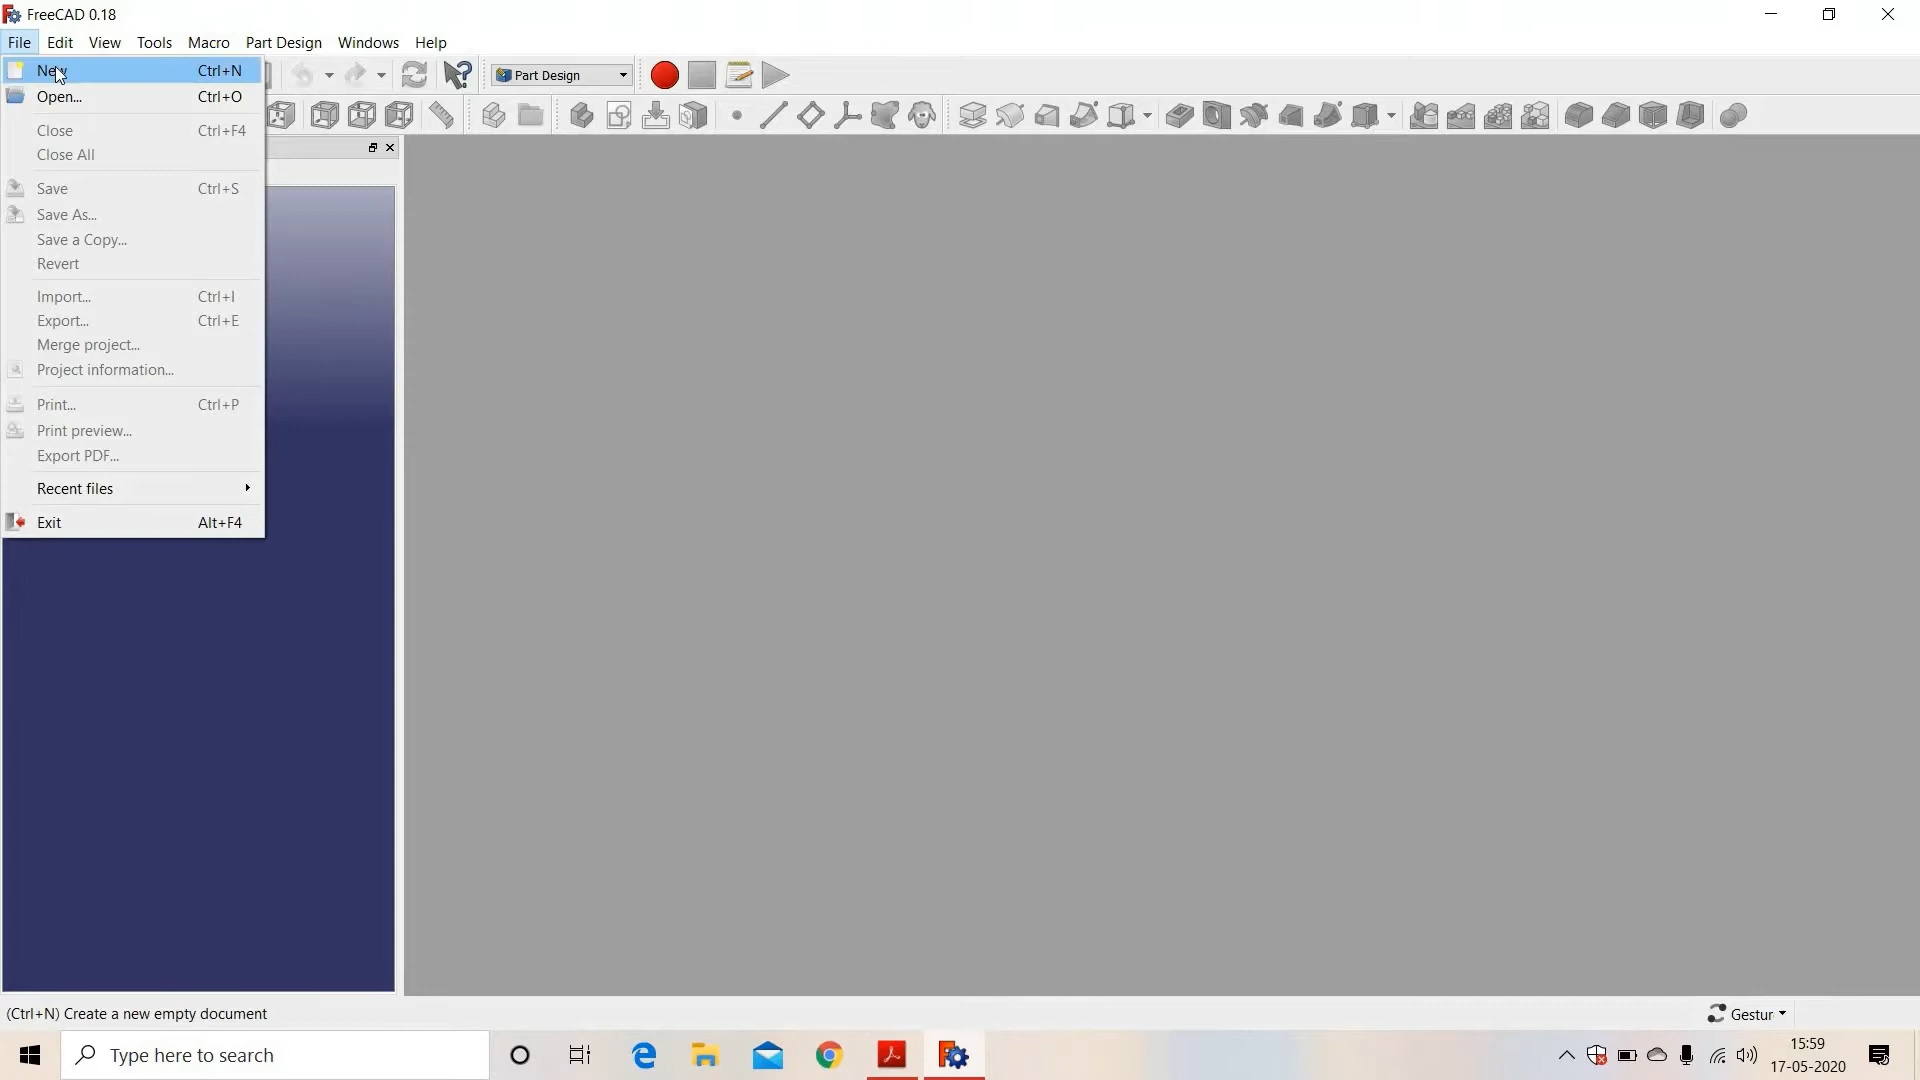 FreeCAD 0.18
File Edit View Tools Macro Part Design Windows Help
New Ctrl+N
Part Design
Open... Ctrl+O
Close Ctrl+F4
Close All
Save Ctrl+S
Save As...
Save a Copy...
Revert
Import... Ctrl+I
Export... Ctrl+E
Merge project...
Project information...
Print... Ctrl+P
Print preview...
Export PDF...
Recent files
Exit Alt+F4
(Ctrl+N) Create a new empty document
Gestur
Type here to search
15:59
17-05-2020